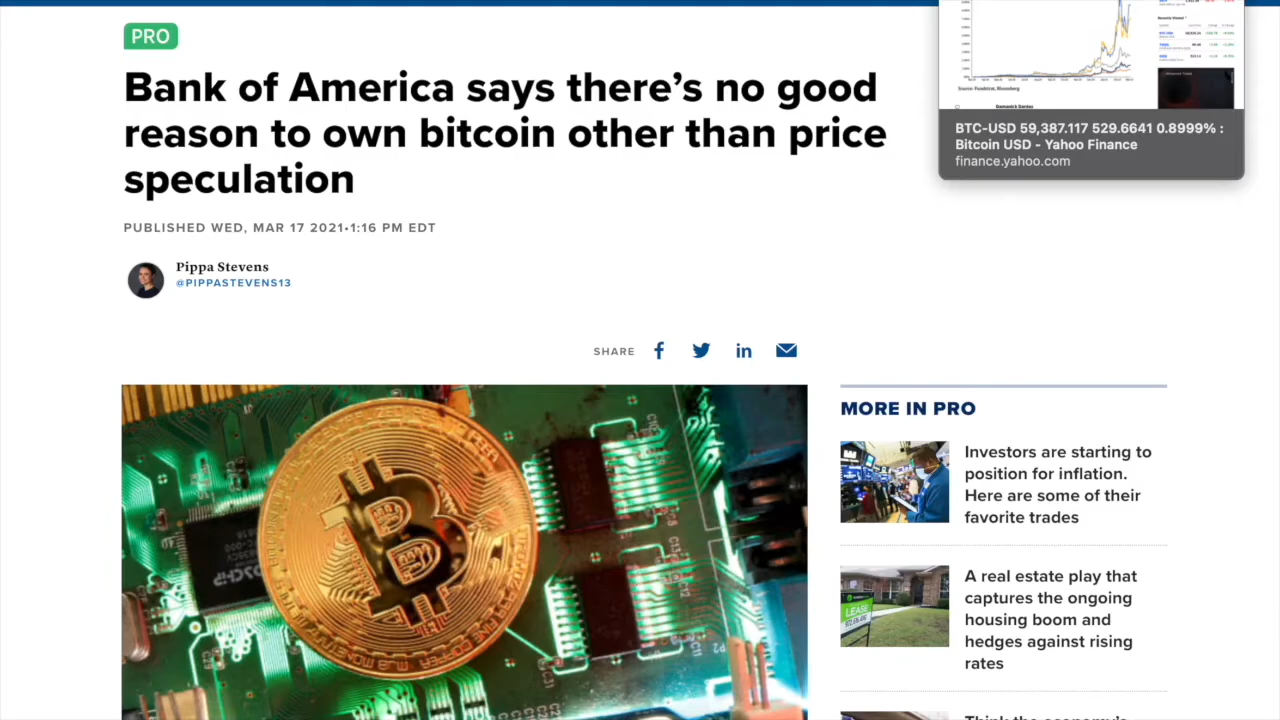 PRO
Bank of America says there’s no good
reason to own bitcoin other than price
speculation
PUBLISHED WED, MAR 17 2021•1:16 PM EDT
Pippa Stevens
@PIPPASTEVENS13
SHARE
Source: Fundstrat, Bloomberg
BTC-USD 59,387.117 529.6641 0.8999% :
Bitcoin USD - Yahoo Finance
finance.yahoo.com
MORE IN PRO
Investors are starting to
position for inflation.
Here are some of their
favorite trades
A real estate play that
captures the ongoing
housing boom and
hedges against rising
rates
LEASE